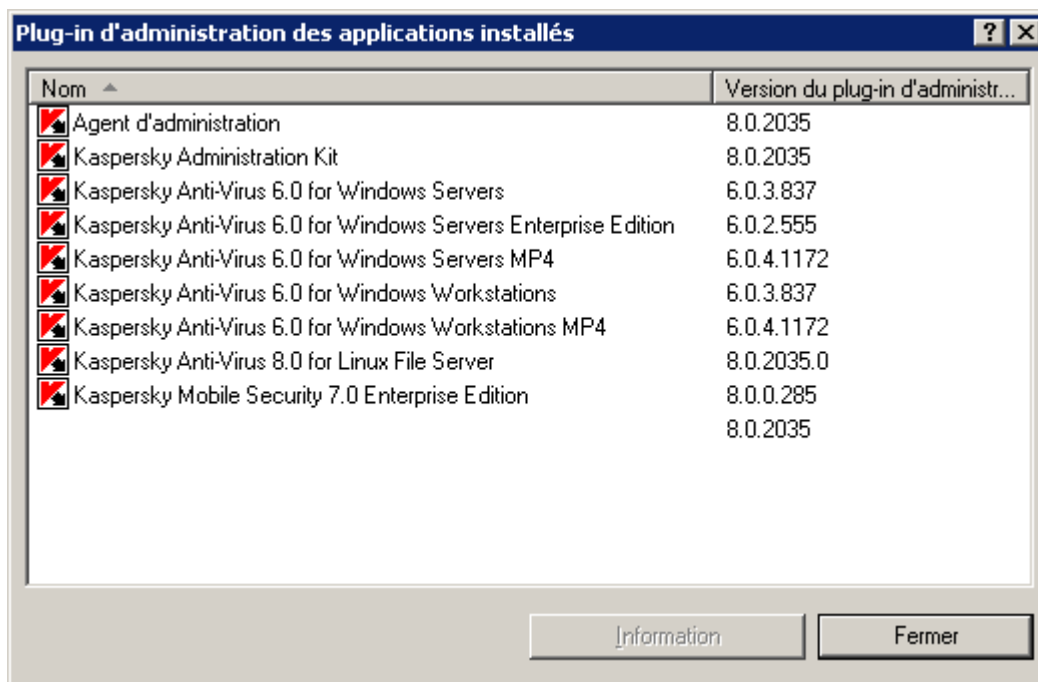 Plug-in d'administration des applications installés
Nom Version du plug-in d'administr...
Agent d'administration 8.0.2035
Kaspersky Administration Kit 8.0.2035
Kaspersky Anti-Virus 6.0 for Windows Servers 6.0.3.837
Kaspersky Anti-Virus 6.0 for Windows Servers Enterprise Edition 6.0.2.555
Kaspersky Anti-Virus 6.0 for Windows Servers MP4 6.0.4.1172
Kaspersky Anti-Virus 6.0 for Windows Workstations 6.0.3.837
Kaspersky Anti-Virus 6.0 for Windows Workstations MP4 6.0.4.1172
Kaspersky Anti-Virus 8.0 for Linux File Server 8.0.2035.0
Kaspersky Mobile Security 7.0 Enterprise Edition 8.0.0.285
8.0.2035
Information Fermer